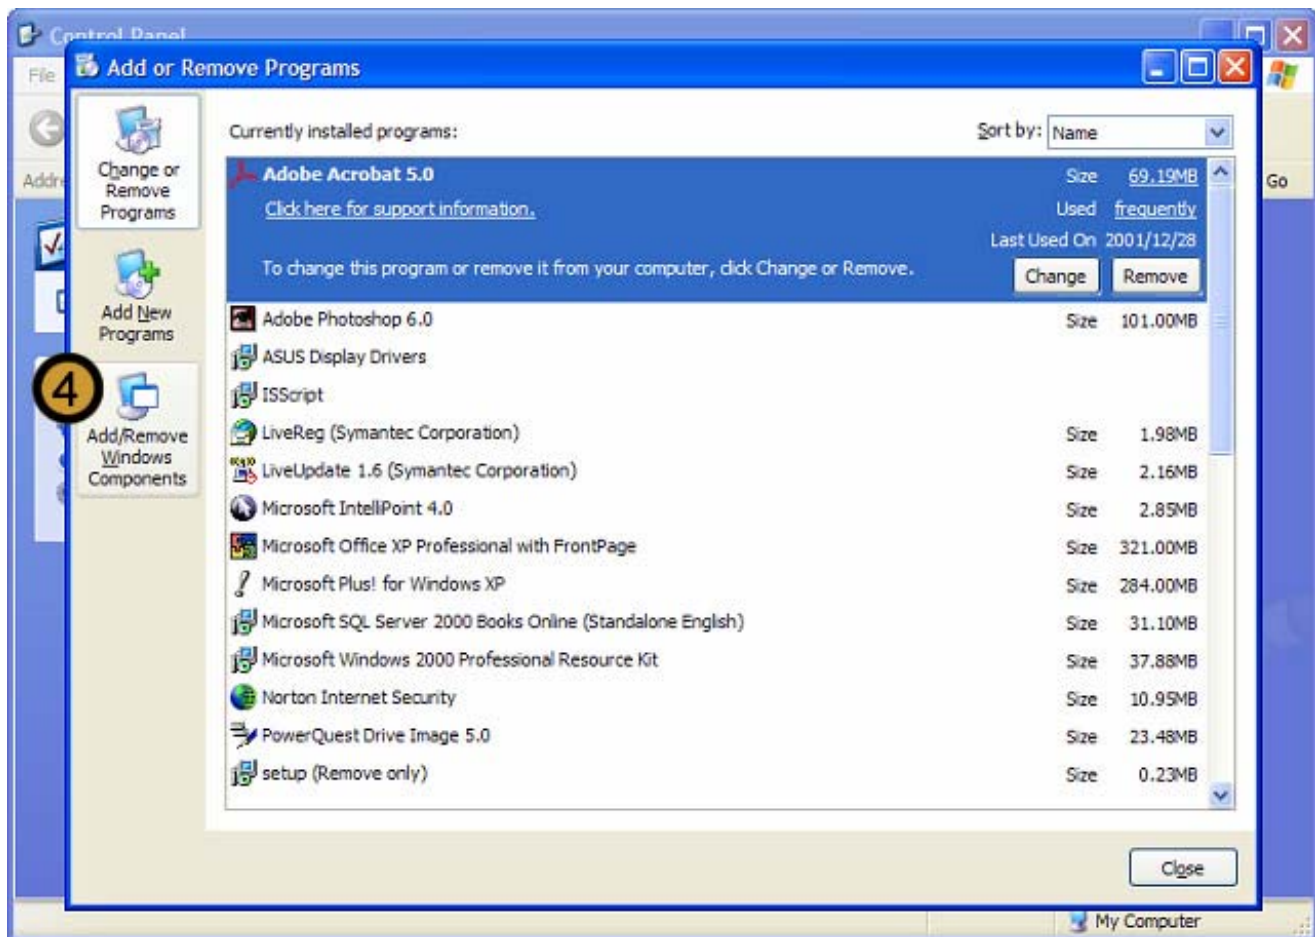 Control Panel
Add or Remove Programs
File
Change or
Remove
Programs
Currently installed programs:
Sort by: Name
Adobe Acrobat 5.0
Size 69.19MB
Click here for support information.
Used frequently
Last Used On 2001/12/28
To change this program or remove it from your computer, click Change or Remove.
Change Remove
Go
Add New
Programs
Adobe Photoshop 6.0 Size 101.00MB
ASUS Display Drivers
4
Add/Remove
Windows
Components
ISScript
LiveReg (Symantec Corporation) Size 1.98MB
LiveUpdate 1.6 (Symantec Corporation) Size 2.16MB
Microsoft IntelliPoint 4.0 Size 2.85MB
Microsoft Office XP Professional with FrontPage Size 321.00MB
Microsoft Plus! for Windows XP Size 284.00MB
Microsoft SQL Server 2000 Books Online (Standalone English) Size 31.10MB
Microsoft Windows 2000 Professional Resource Kit Size 37.88MB
Norton Internet Security Size 10.95MB
PowerQuest Drive Image 5.0 Size 23.48MB
setup (Remove only) Size 0.23MB
Close
My Computer